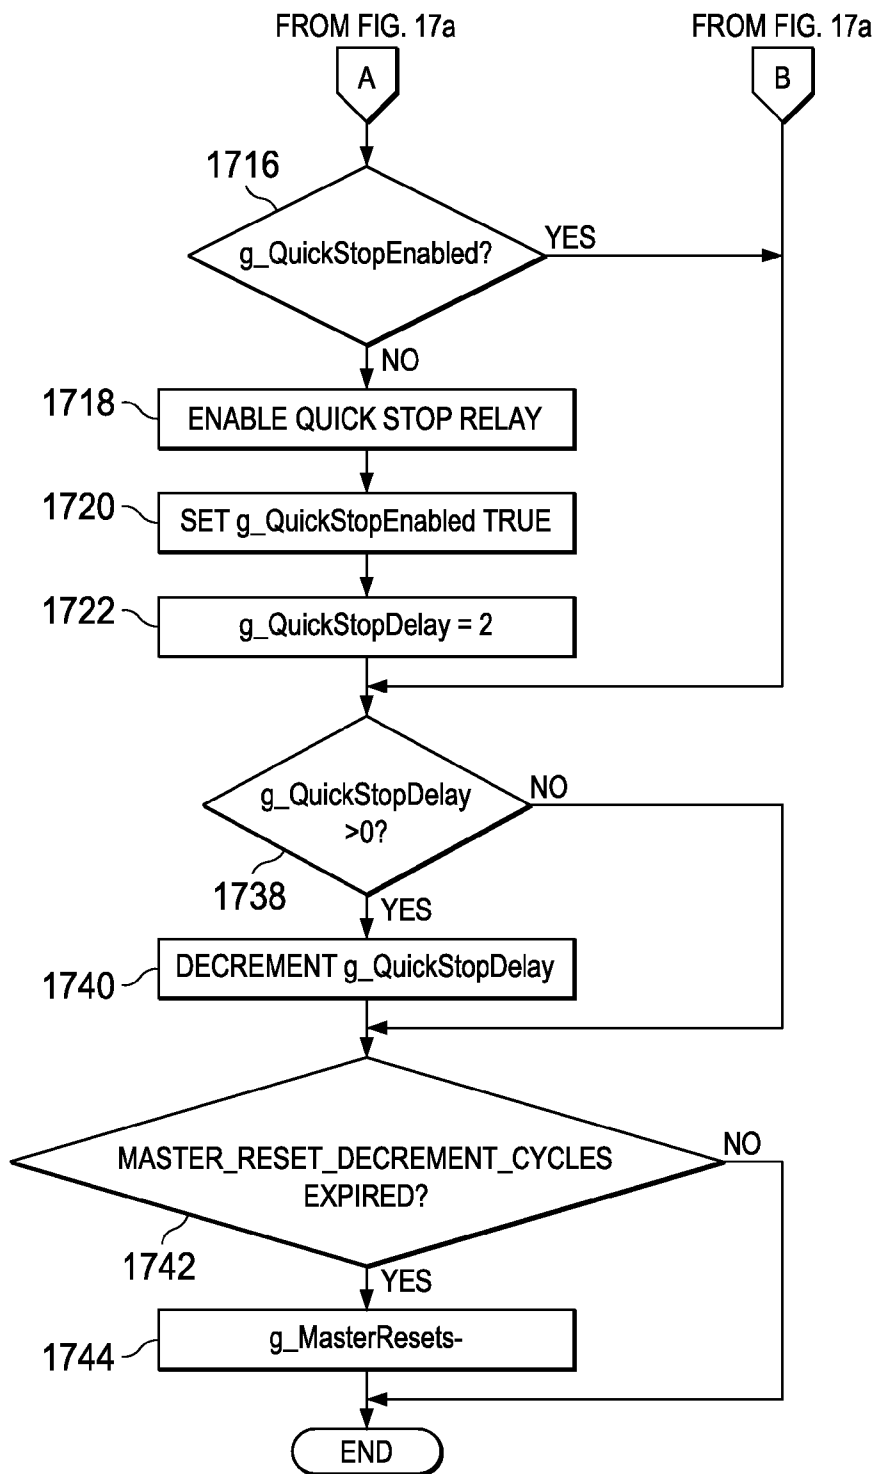 FROM FIG. 17a
FROM FIG. 17a
A
B
1716
g_QuickStopEnabled?
YES
NO
1718
ENABLE QUICK STOP RELAY
1720
SET g_QuickStopEnabled TRUE
1722
g_QuickStopDelay = 2
g_QuickStopDelay
>0?
NO
1738
YES
1740
DECREMENT g_QuickStopDelay
MASTER_RESET_DECREMENT_CYCLES
EXPIRED?
NO
1742
YES
1744
g_MasterResets-
END